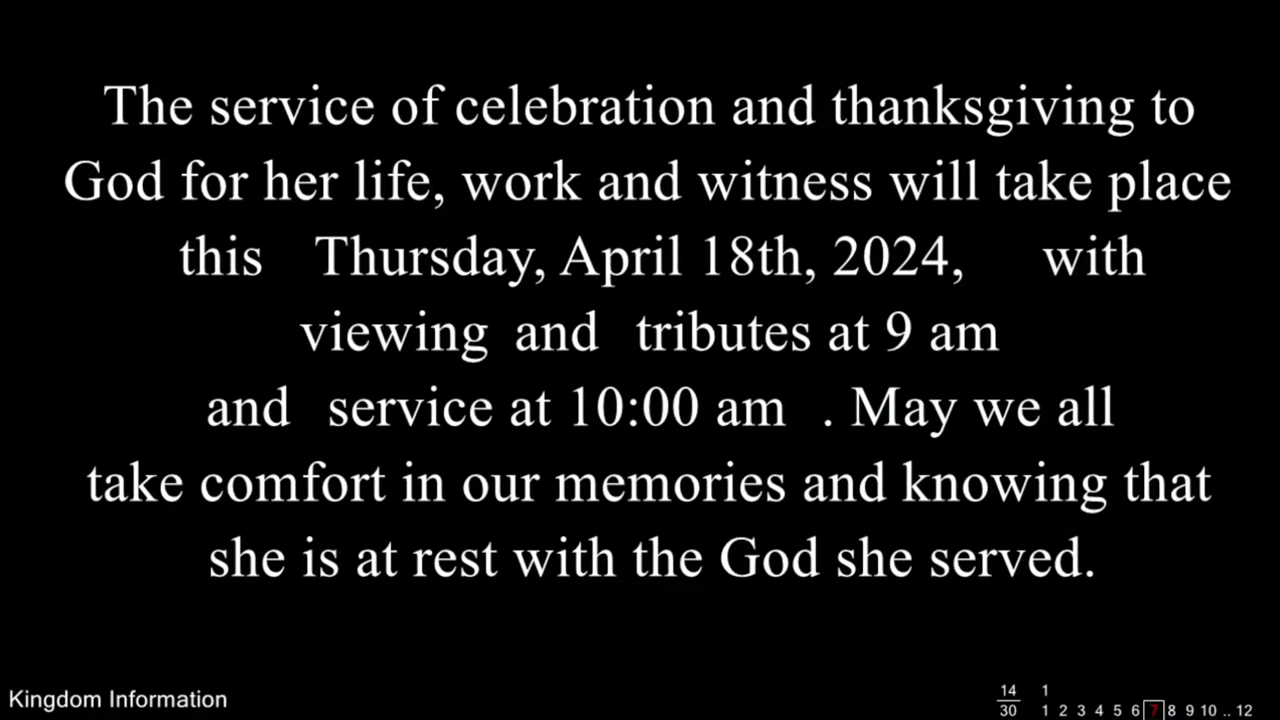 The service of celebration and thanksgiving to
God for her life, work and witness will take place
this Thursday, April 18th, 2024, with
viewing and tributes at 9 am
and service at 10:00 am . May we all
take comfort in our memories and knowing that
she is at rest with the God she served.
Kingdom Information
14 1
30 1 2 3 4 5 6 7 8 9 10 .. 12